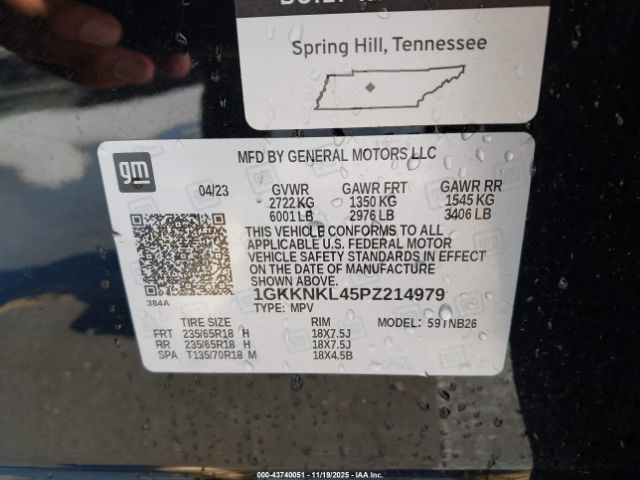 Spring Hill, Tennessee
gm
MFD BY GENERAL MOTORS LLC
04/23 GVWR GAWR FRT GAWR RR
2722 KG 1350 KG 1545 KG
6001 LB 2976 LB 3406 LB
THIS VEHICLE CONFORMS TO ALL
APPLICABLE U.S. FEDERAL MOTOR
VEHICLE SAFETY STANDARDS IN EFFECT
ON THE DATE OF MANUFACTURE SHOWN
ABOVE.
384A
1GKKNKL45PZ214979
TYPE: MPV
TIRE SIZE RIM MODEL:
FRT 235/65R18 H 18X7.5J
RR 235/65R18 H 18X7.5J
SPA T135/70R18 M 18X4.5B
000-43740051 - 11/19/2025 - © IAA, Inc.